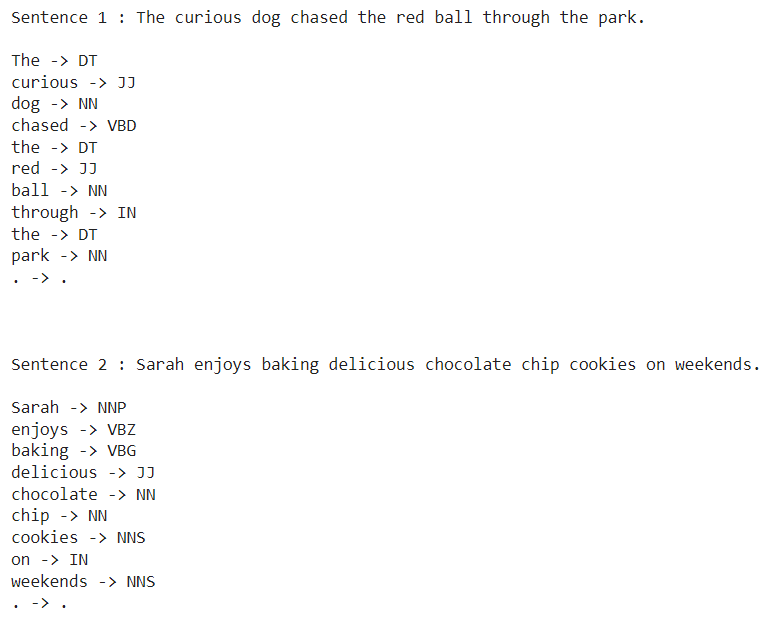 Sentence 1 : The curious dog chased the red ball through the park.
The -> DT
curious -> JJ
dog -> NN
chased -> VBD
the -> DT
red -> JJ
ball -> NN
through -> IN
the -> DT
park -> NN
. -> .
Sentence 2 : Sarah enjoys baking delicious chocolate chip cookies on weekends.
Sarah -> NNP
enjoys -> VBZ
baking -> VBG
delicious -> JJ
chocolate -> NN
chip -> NN
cookies -> NNS
on -> IN
weekends -> NNS
. -> .